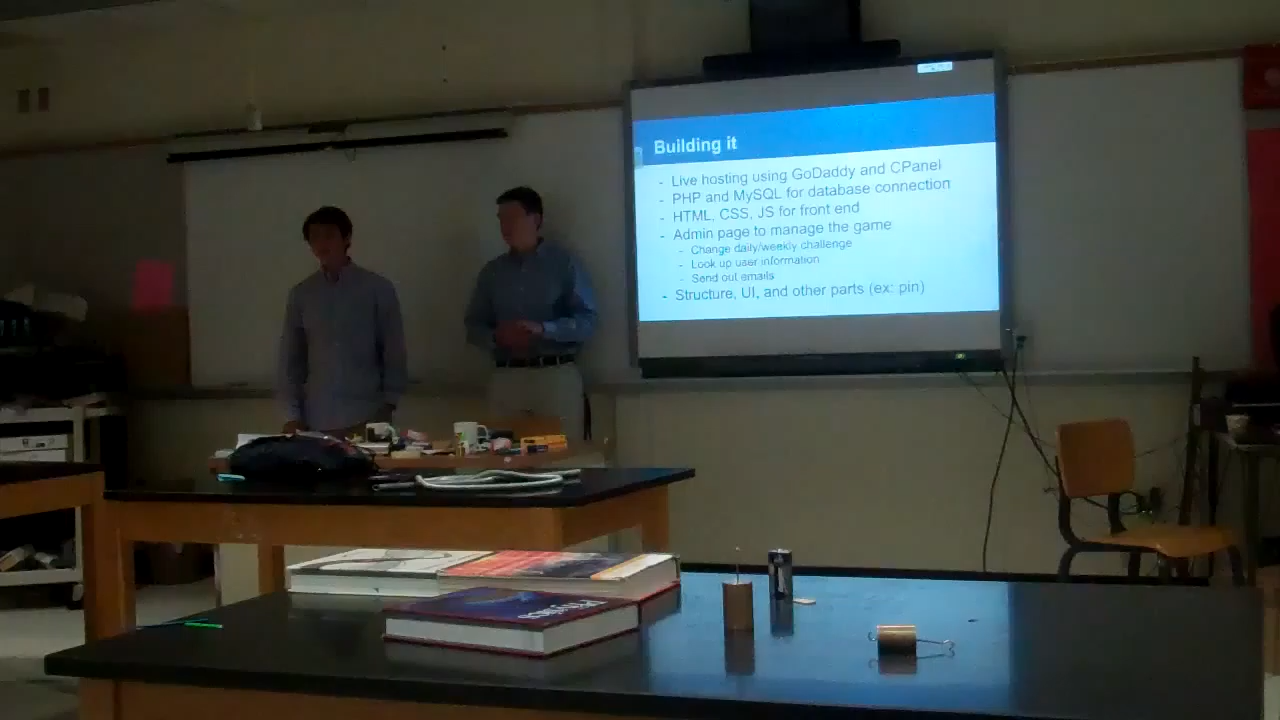 Building it
- Live hosting using GoDaddy and CPanel
- PHP and MySQL for database connection
- HTML, CSS, JS for front end
- Admin page to manage the game
- Change daily/weekly challenge
- Look up user information
- Send out emails
- Structure, UI, and other parts (ex: pin)
PHYSICS